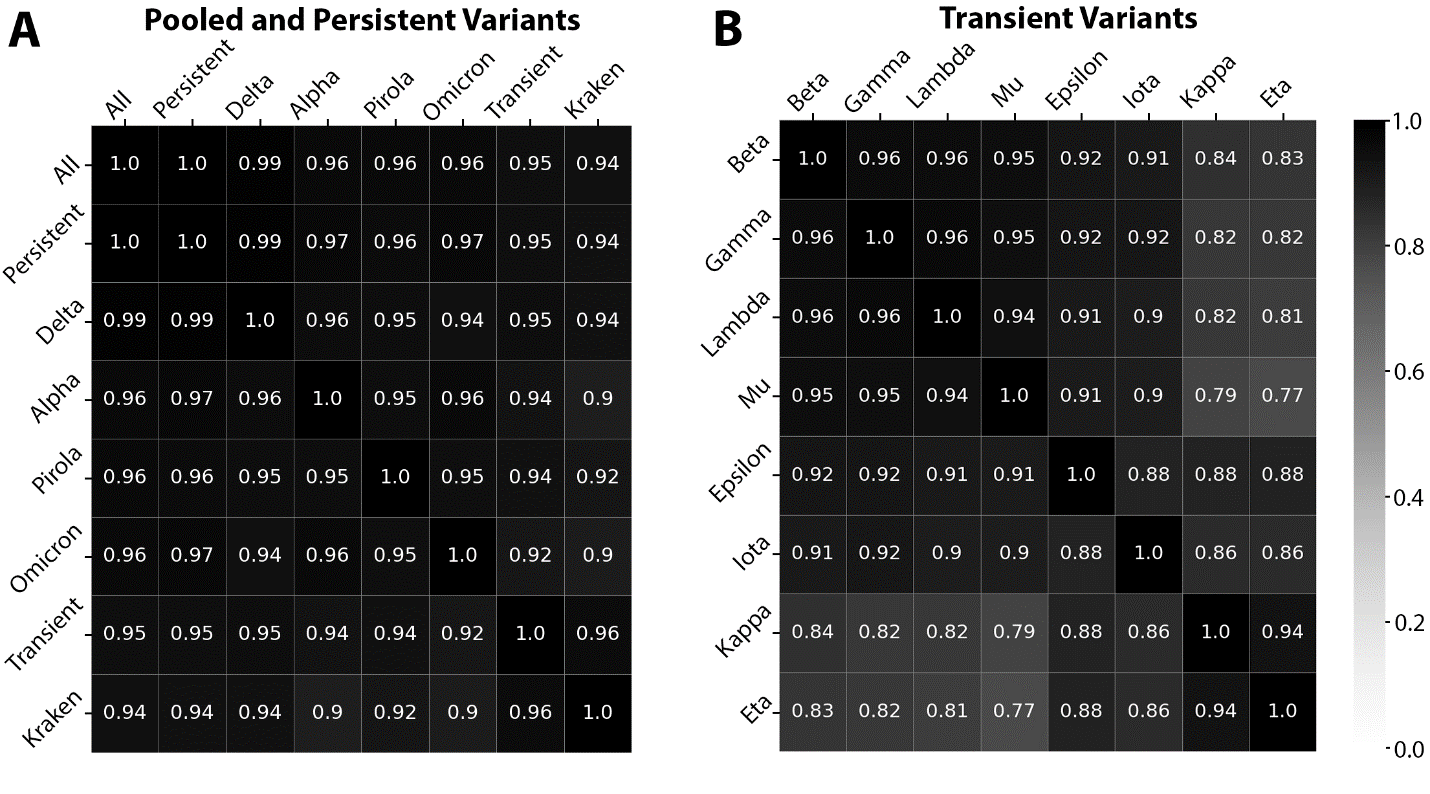 A
Pooled and Persistent Variants
All Persistent Delta Alpha Pirola Omicron Transient Kraken
All 1.0 1.0 0.99 0.96 0.96 0.96 0.95 0.94
Persistent 1.0 1.0 0.99 0.97 0.96 0.97 0.95 0.94
Delta 0.99 0.99 1.0 0.96 0.95 0.94 0.95 0.94
Alpha 0.96 0.97 0.96 1.0 0.95 0.96 0.94 0.9
Pirola 0.96 0.96 0.95 0.95 1.0 0.95 0.94 0.92
Omicron 0.96 0.97 0.94 0.96 0.95 1.0 0.92 0.9
Transient 0.95 0.95 0.95 0.94 0.94 0.92 1.0 0.96
Kraken 0.94 0.94 0.94 0.9 0.92 0.9 0.96 1.0
B
Transient Variants
Beta Gamma Lambda Mu Epsilon Iota Kappa Eta
Beta 1.0 0.96 0.96 0.95 0.92 0.91 0.84 0.83
Gamma 0.96 1.0 0.96 0.95 0.92 0.92 0.82 0.82
Lambda 0.96 0.96 1.0 0.94 0.91 0.9 0.82 0.81
Mu 0.95 0.95 0.94 1.0 0.91 0.9 0.79 0.77
Epsilon 0.92 0.92 0.91 0.91 1.0 0.88 0.88 0.88
Iota 0.91 0.92 0.9 0.9 0.88 1.0 0.86 0.86
Kappa 0.84 0.82 0.82 0.79 0.88 0.86 1.0 0.94
Eta 0.83 0.82 0.81 0.77 0.88 0.86 0.94 1.0
1.0
0.8
0.6
0.4
0.2
0.0